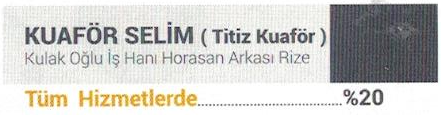 KUAFÖR SELİM ( Titiz Kuaför )
Kulak Oğlu İş Hanı Horasan Arkası Rize
Tüm Hizmetlerde.....................................%20